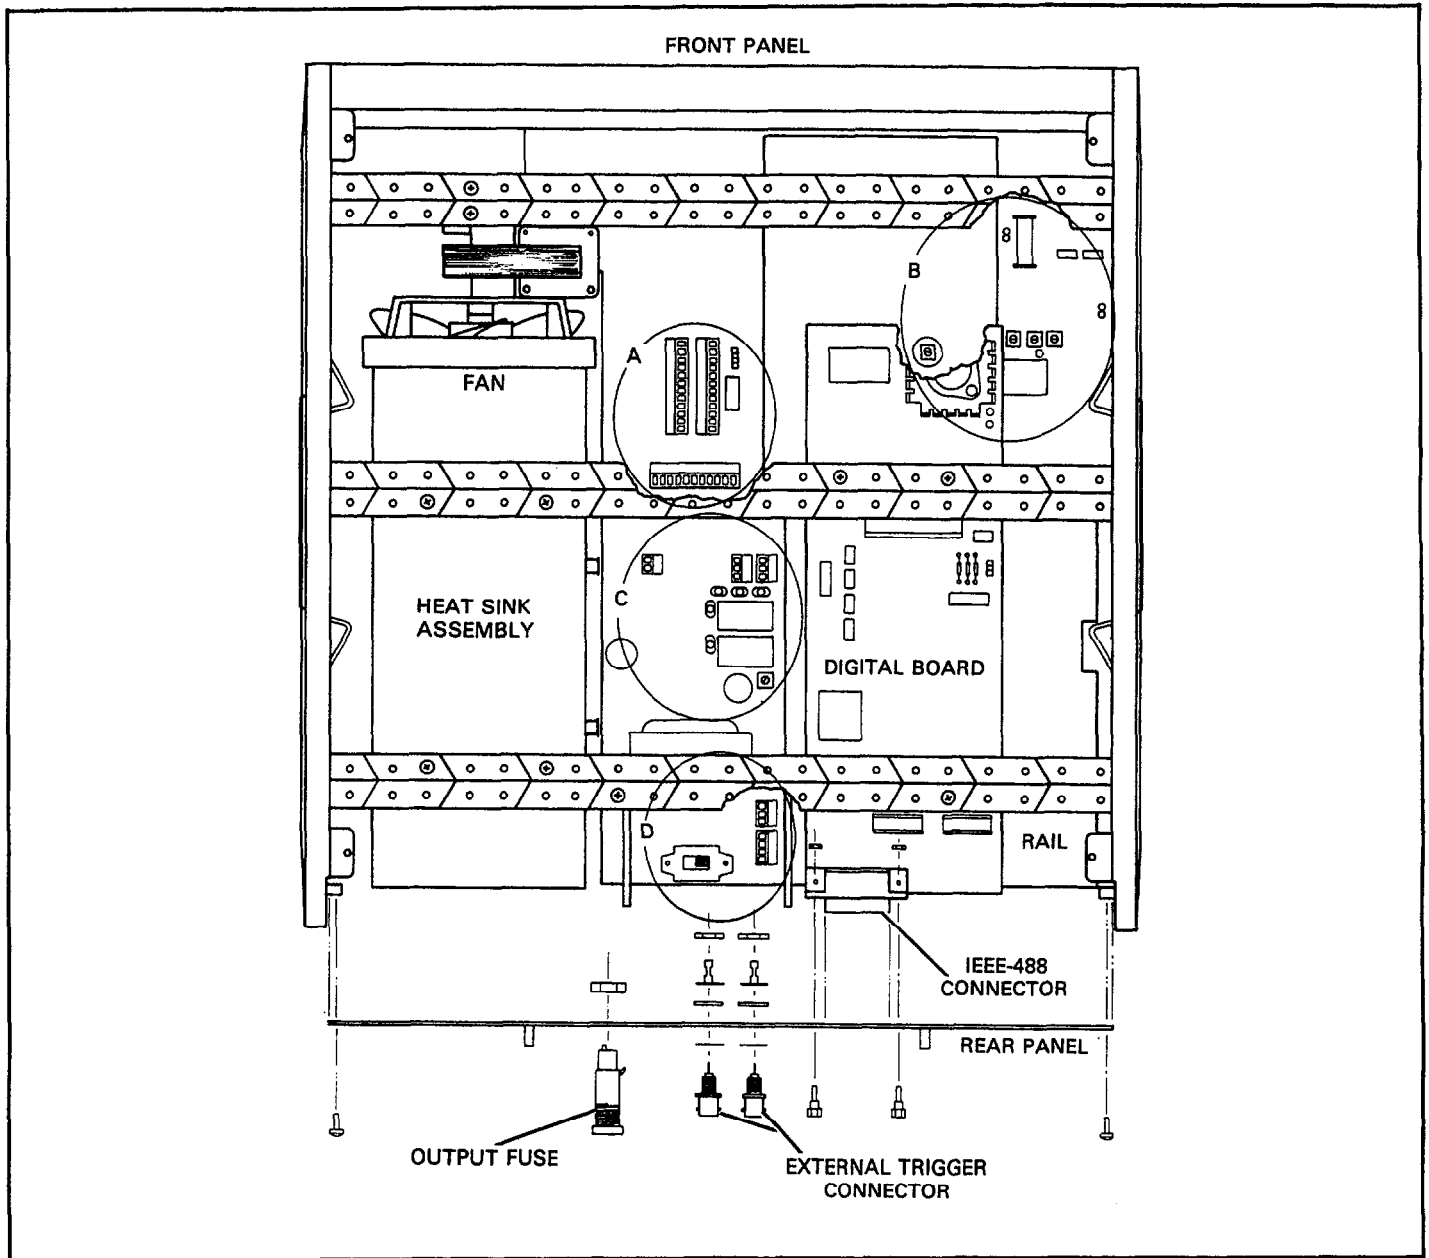 FRONT PANEL
B
A
FAN
C
HEAT SINK
ASSEMBLY
DIGITAL BOARD
D
RAIL
IEEE-488
CONNECTOR
REAR PANEL
OUTPUT FUSE
EXTERNAL TRIGGER
CONNECTOR